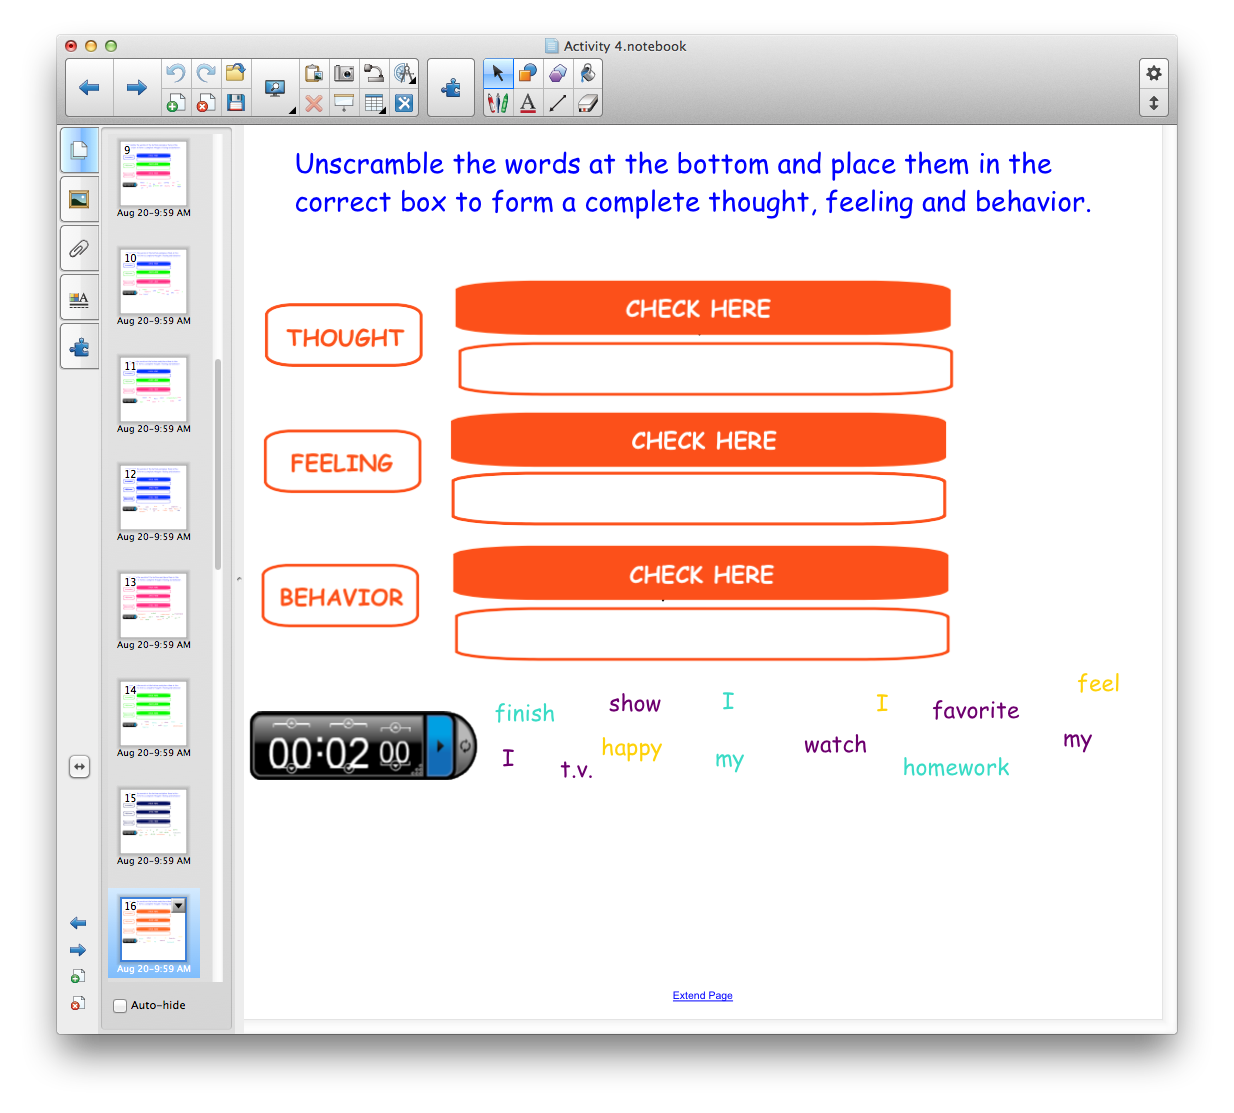 Activity 4.notebook
9
Aug 20-9:59 AM
10
Aug 20-9:59 AM
11
Aug 20-9:59 AM
12
Aug 20-9:59 AM
13
Aug 20-9:59 AM
14
Aug 20-9:59 AM
15
Aug 20-9:59 AM
16
Aug 20-9:59 AM
Auto-hide
Unscramble the words at the bottom and place them in the
correct box to form a complete thought, feeling and behavior.
CHECK HERE
THOUGHT
CHECK HERE
FEELING
CHECK HERE
BEHAVIOR
feel
finish show I I favorite
I t.v. happy my watch homework my
00:02 00
Extend Page